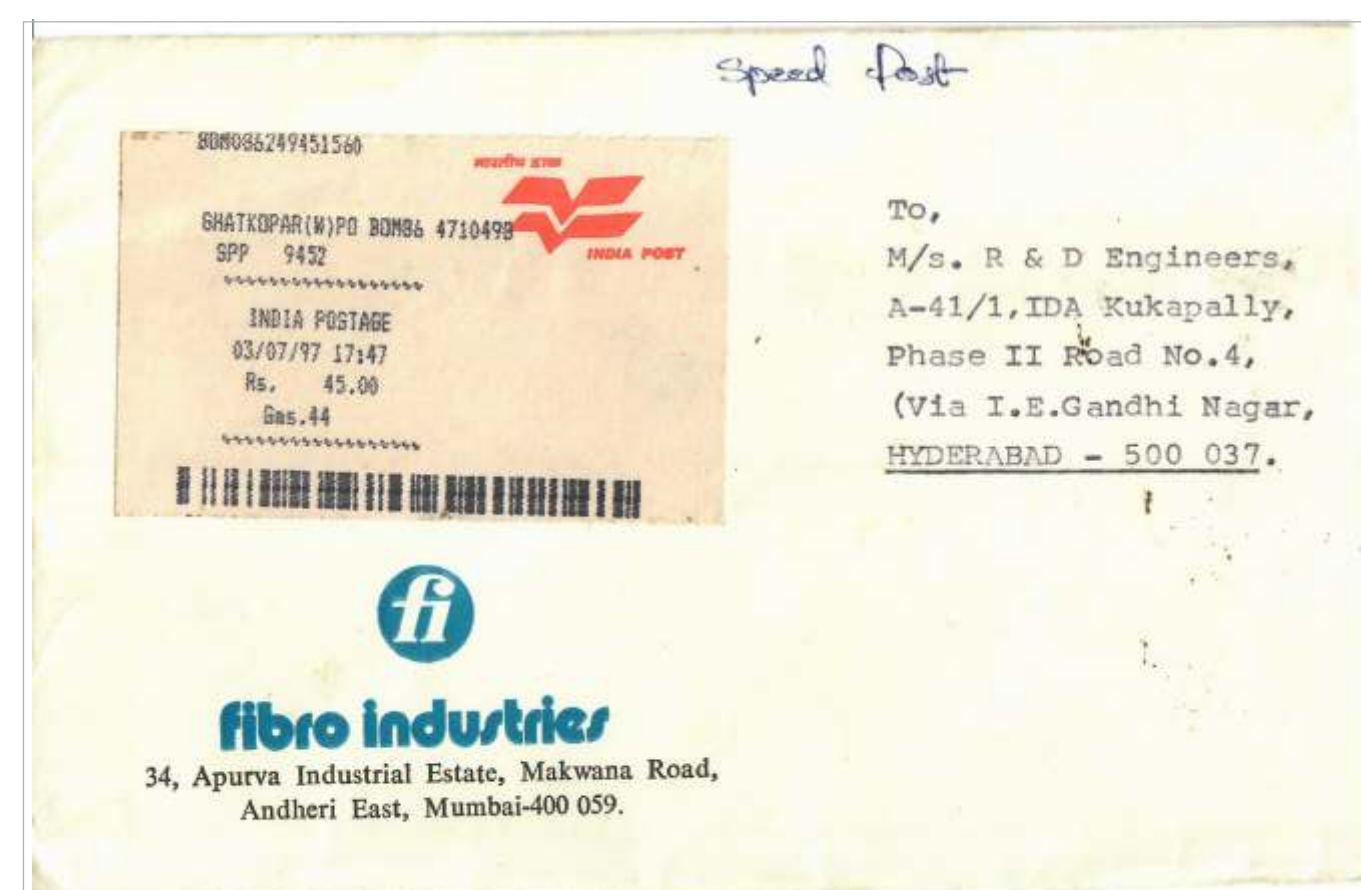 Speed Post
BOM086249451560
भारतीय डाक
GHATKOPAR(W)PO BOM86 4710498
SPP 9452
INDIA POST
INDIA POSTAGE
03/07/97 17:47
Rs. 45.00
Gms.44
To,
M/s. R & D Engineers,
A-41/1,IDA Kukapally,
Phase II Road No.4,
(Via I.E.Gandhi Nagar,
HYDERABAD - 500 037.
fi
fibro industries
34, Apurva Industrial Estate, Makwana Road,
Andheri East, Mumbai-400 059.